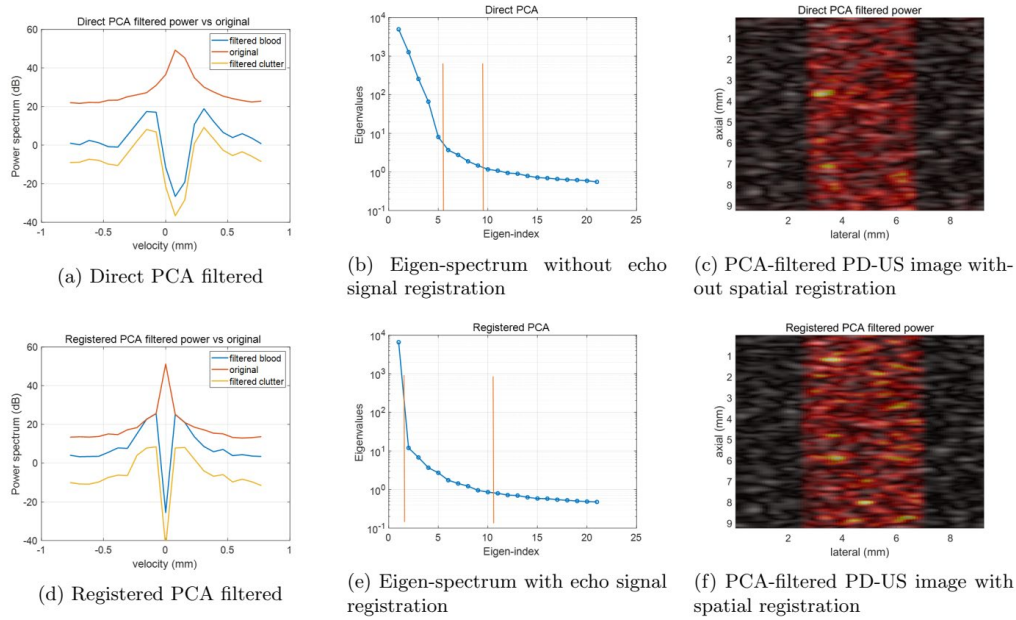 Direct PCA filtered power vs original
60
40
20
0
-20
-40
-1
-0.5
0
0.5
1
Power spectrum (dB)
velocity (mm)
filtered blood
original
filtered clutter
(a) Direct PCA filtered
Direct PCA
10^4
10^3
10^2
10^1
10^0
10^-1
0
5
10
15
20
25
Eigenvalues
Eigen-index
(b) Eigen-spectrum without echo
signal registration
Direct PCA filtered power
1
2
3
4
5
6
7
8
9
2
4
6
8
axial (mm)
lateral (mm)
(c) PCA-filtered PD-US image with-
out spatial registration
Registered PCA filtered power vs original
60
40
20
0
-20
-40
-1
-0.5
0
0.5
1
Power spectrum (dB)
velocity (mm)
filtered blood
original
filtered clutter
(d) Registered PCA filtered
Registered PCA
10^4
10^3
10^2
10^1
10^0
10^-1
0
5
10
15
20
25
Eigenvalues
Eigen-index
(e) Eigen-spectrum with echo signal
registration
Registered PCA filtered power
1
2
3
4
5
6
7
8
9
2
4
6
8
axial (mm)
lateral (mm)
(f) PCA-filtered PD-US image with
spatial registration